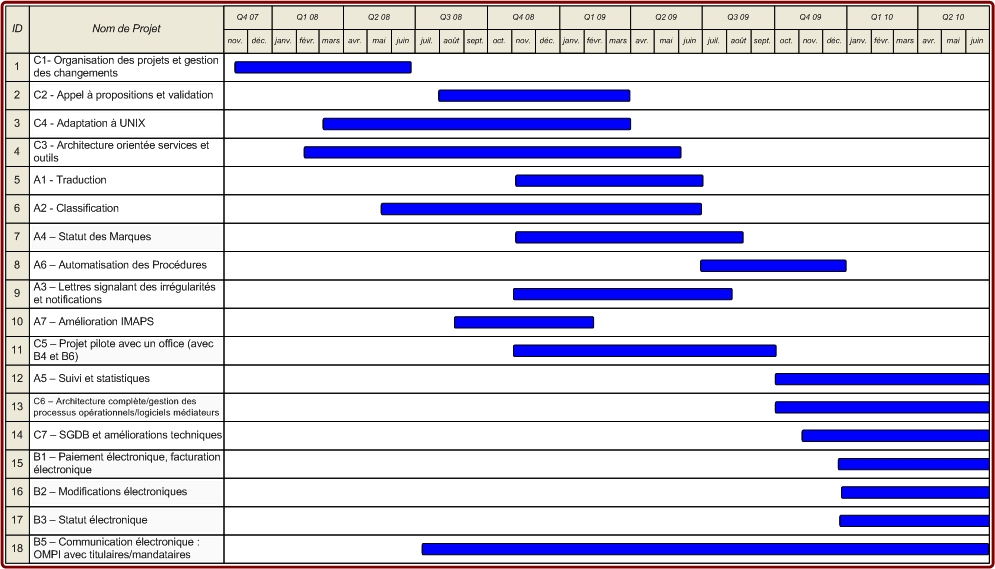 ID Nom de Projet Q4 07 Q1 08 Q2 08 Q3 08 Q4 08 Q1 09 Q2 09 Q3 09 Q4 09 Q1 10 Q2 10
nov. déc. janv. févr. mars avr. mai juin juil. août sept. oct. nov. déc. janv. févr. mars avr. mai juin juil. août sept. oct. nov. déc. janv. févr. mars avr. mai juin
1 C1- Organisation des projets et gestion
des changements
2 C2 - Appel à propositions et validation
3 C4 - Adaptation à UNIX
4 C3 - Architecture orientée services et
outils
5 A1 - Traduction
6 A2 - Classification
7 A4 – Statut des Marques
8 A6 – Automatisation des Procédures
9 A3 – Lettres signalant des irrégularités
et notifications
10 A7 – Amélioration IMAPS
11 C5 – Projet pilote avec un office (avec
B4 et B6)
12 A5 – Suivi et statistiques
13 C6 – Architecture complète/gestion des
processus opérationnels/logiciels médiateurs
14 C7 – SGDB et améliorations techniques
15 B1 – Paiement électronique, facturation
électronique
16 B2 – Modifications électroniques
17 B3 – Statut électronique
18 B5 – Communication électronique :
OMPI avec titulaires/mandataires